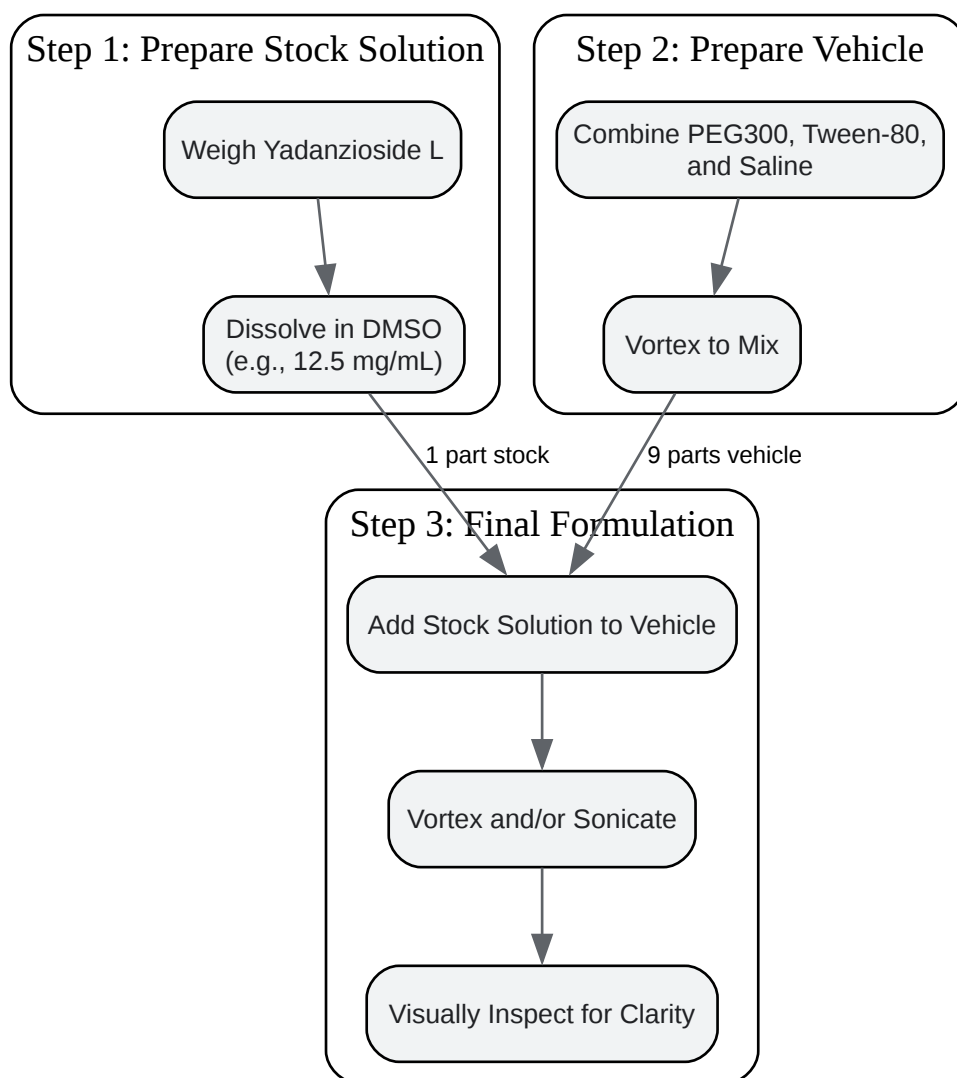 Step 1: Prepare Stock Solution
Weigh Yadanzioside L
Dissolve in DMSO
(e.g., 12.5 mg/mL)
Step 2: Prepare Vehicle
Combine PEG300, Tween-80,
and Saline
Vortex to Mix
1 part stock
9 parts vehicle
Step 3: Final Formulation
Add Stock Solution to Vehicle
Vortex and/or Sonicate
Visually Inspect for Clarity